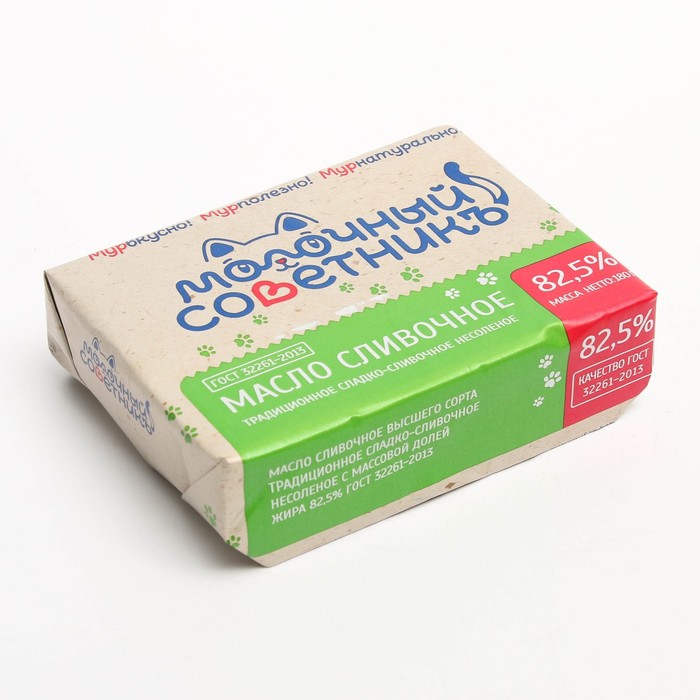 Мурвкусно! Мурполезно! Мурнатурально
молочный
советникъ
ГОСТ 32261-2013
МАСЛО СЛИВОЧНОЕ
ТРАДИЦИОННОЕ СЛАДКО-СЛИВОЧНОЕ НЕСОЛЕНОЕ
82,5%
МАССА НЕТТО:180
82,5%
КАЧЕСТВО ГОСТ
32261-2013
МАСЛО СЛИВОЧНОЕ ВЫСШЕГО СОРТА
ТРАДИЦИОННОЕ СЛАДКО-СЛИВОЧНОЕ
НЕСОЛЕНОЕ С МАССОВОЙ ДОЛЕЙ
ЖИРА 82,5% ГОСТ 32261-2013
молочный
советникъ